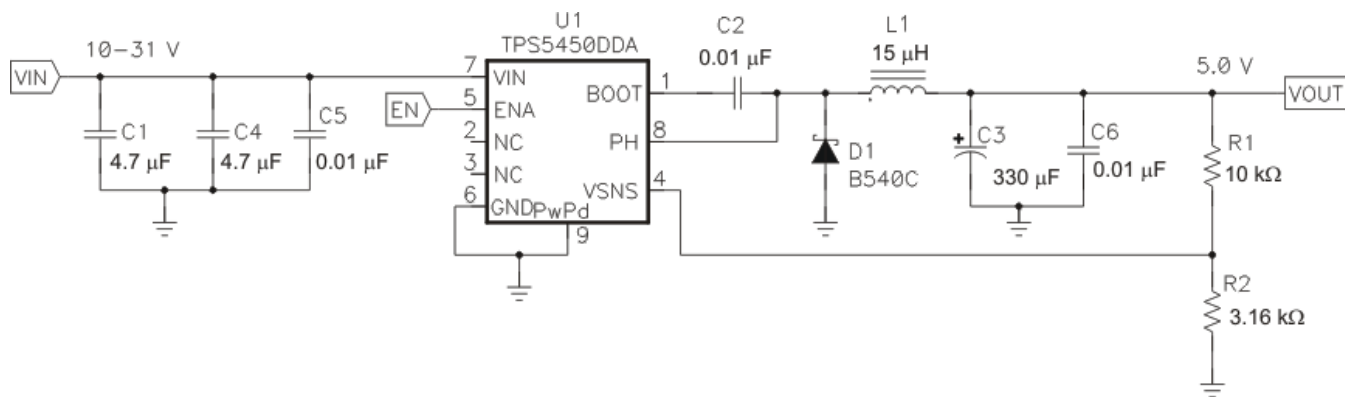 U1
TPS5450DDA
10-31 V
VIN
C1
4.7 µF
C4
4.7 µF
C5
0.01 µF
EN
7
5
2
3
6
VIN
ENA
NC
NC
GND
PwPd
9
BOOT
PH
VSNS
1
8
4
C2
0.01 µF
L1
15 µH
D1
B540C
C3
330 µF
C6
0.01 µF
5.0 V
VOUT
R1
10 kΩ
R2
3.16 kΩ
+